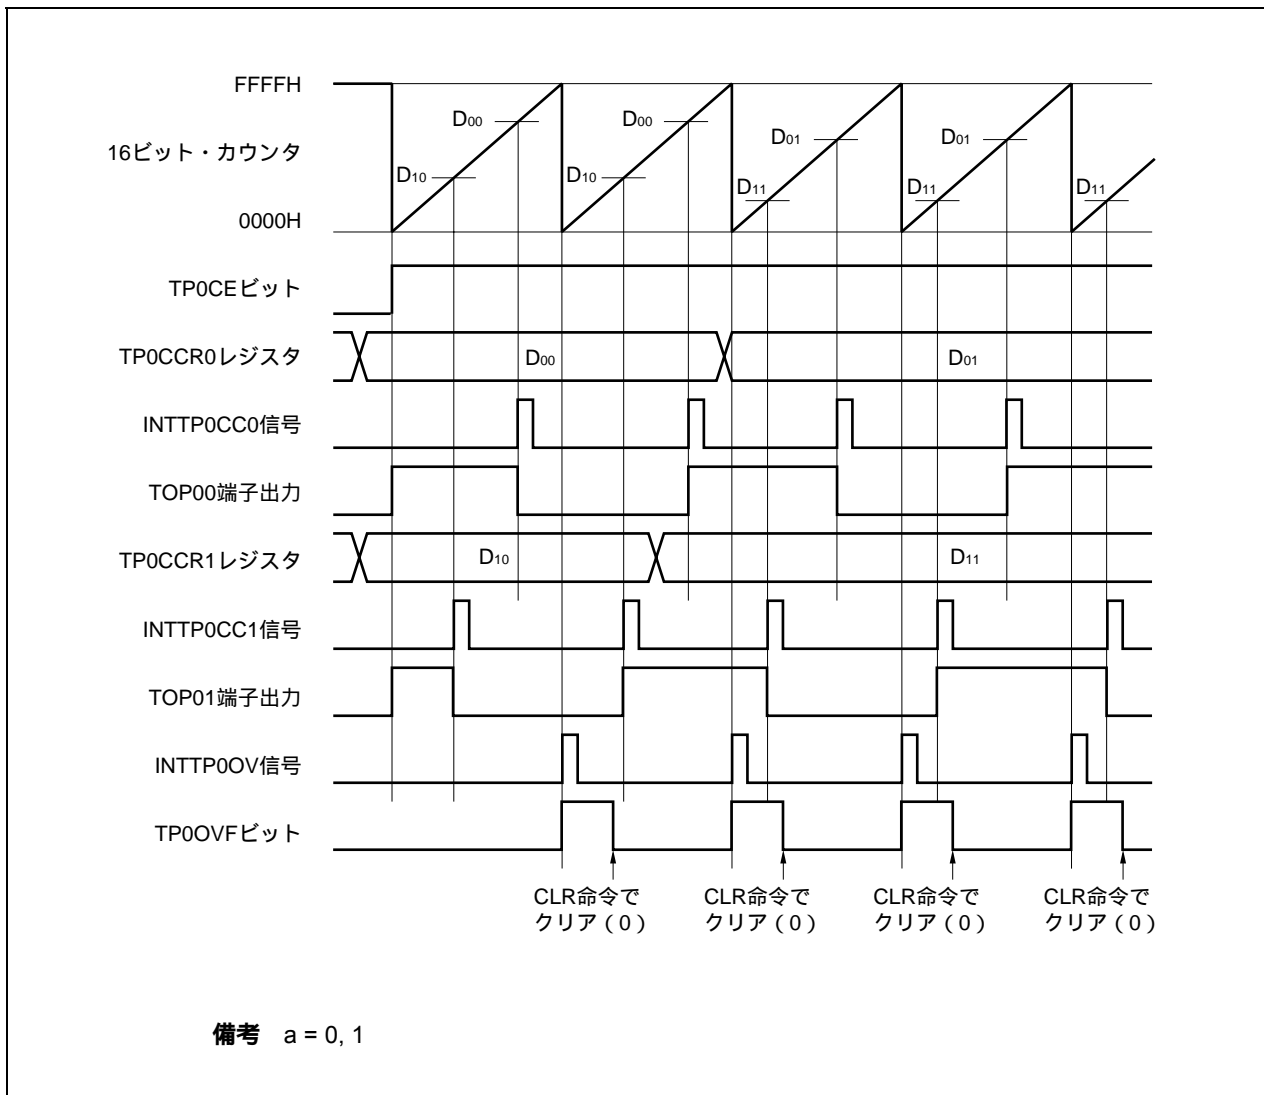 FFFFH
D00 D00 D01 D01
16ビット・カウンタ
D10 D10 D11 D11 D11
0000H
TP0CEビット
TP0CCR0レジスタ D00 D01
INTTP0CC0信号
TOP00端子出力
TP0CCR1レジスタ D10 D11
INTTP0CC1信号
TOP01端子出力
INTTP0OV信号
TP0OVFビット
CLR命令で CLR命令で CLR命令で CLR命令で
クリア(0) クリア(0) クリア(0) クリア(0)
備考 a = 0, 1